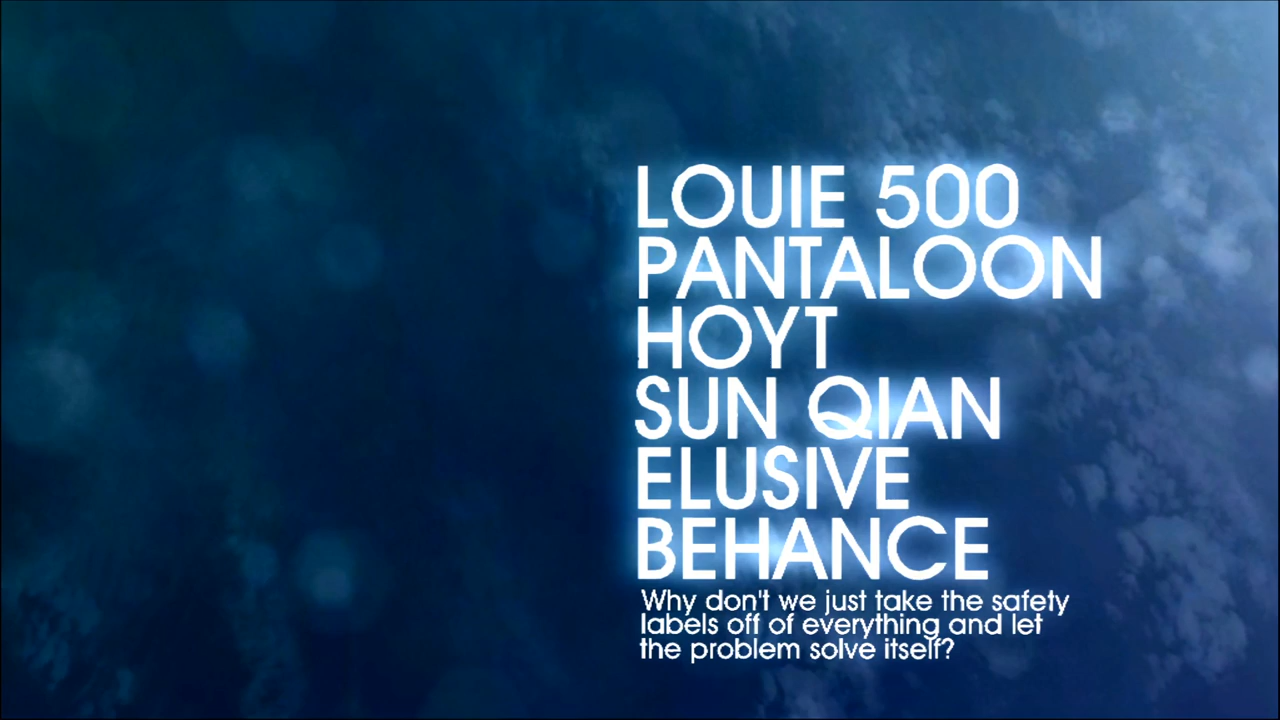 LOUIE 500
PANTALOON
HOYT
SUN QIAN
ELUSIVE
BEHANCE
Why don't we just take the safety
labels off of everything and let
the problem solve itself?